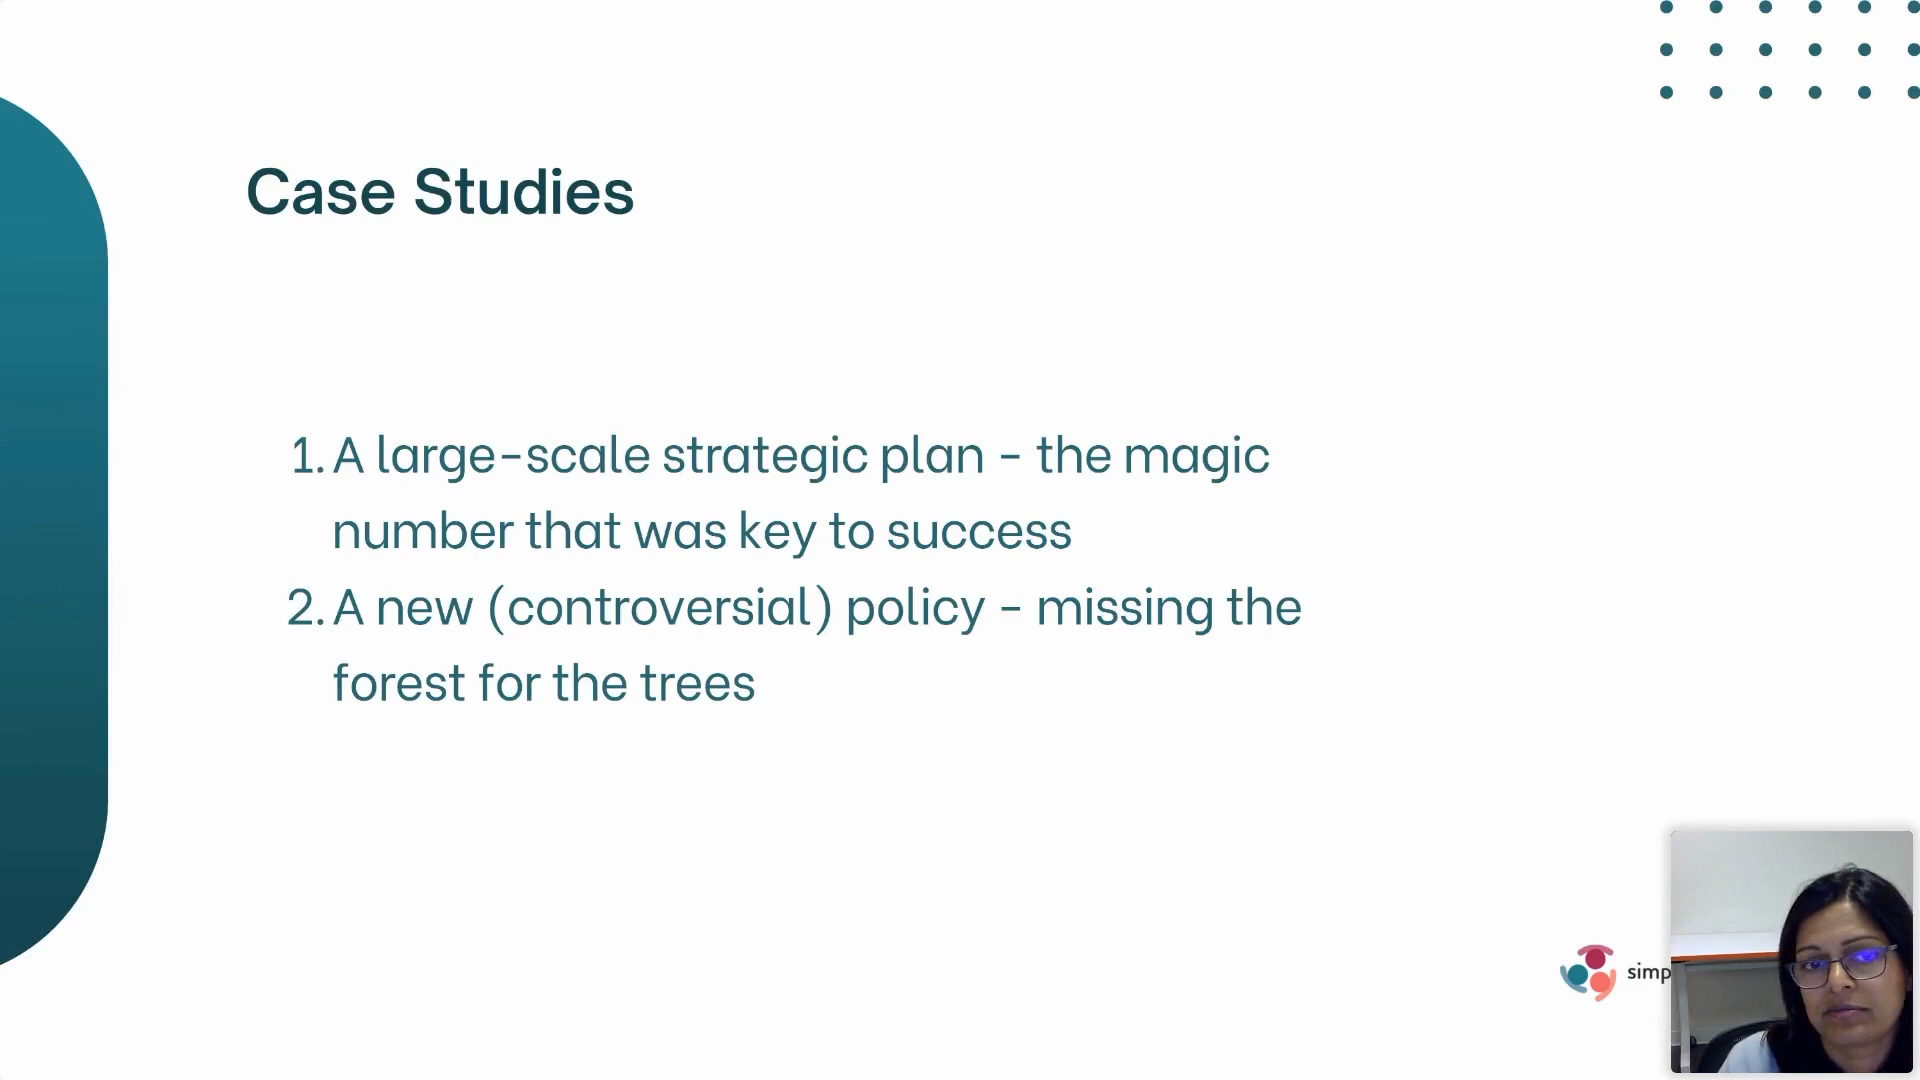 Case Studies
1. A large-scale strategic plan - the magic
number that was key to success
2. A new (controversial) policy - missing the
forest for the trees
simp